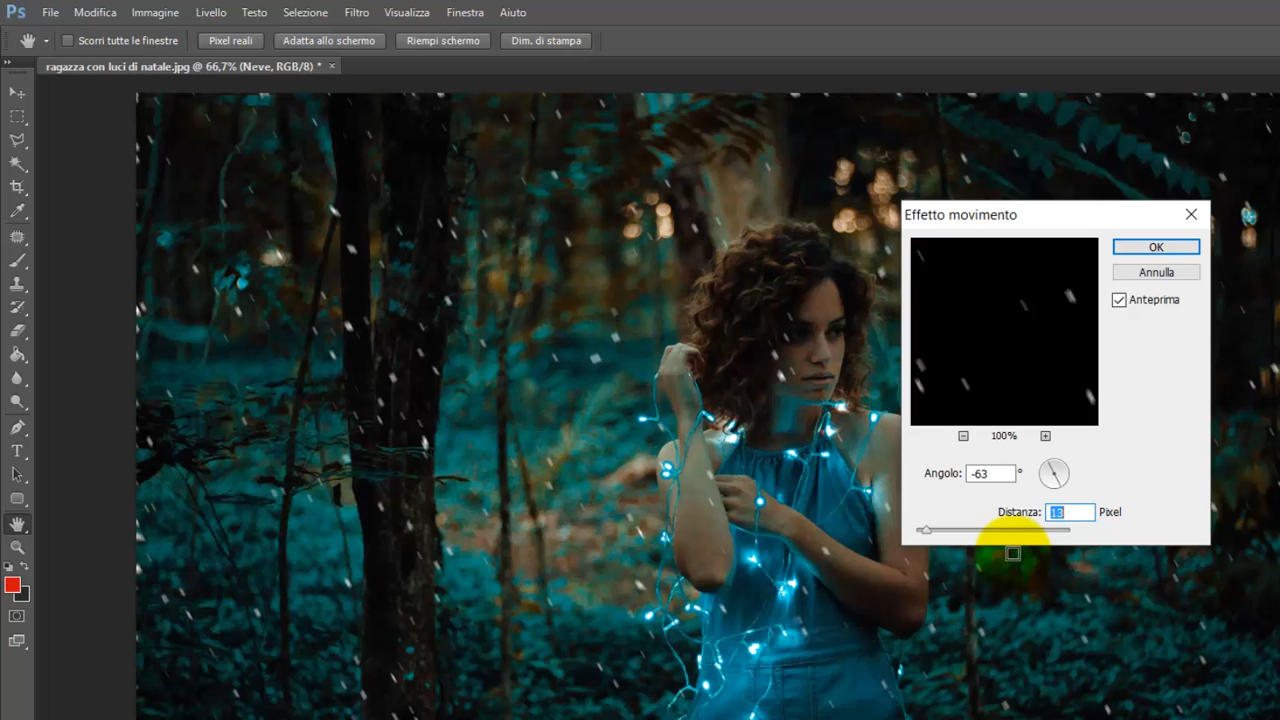 Ps File Modifica Immagine Livello Testo Selezione Filtro Visualizza Finestra Aiuto
Scorri tutte le finestre Pixel reali Adatta allo schermo Riempi schermo Dim. di stampa
ragazza con luci di natale.jpg @ 66,7% (Neve, RGB/8) * ×
Effetto movimento
OK
Annulla
Anteprima
100%
Angolo: -63 °
Distanza: 13 Pixel